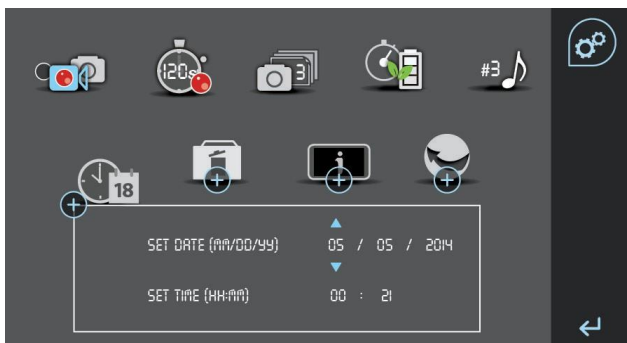 120s
3
#3
18
SET DATE (MM/DD/YY) 05 / 05 / 2014
SET TIME (HH:MM) 00 : 21